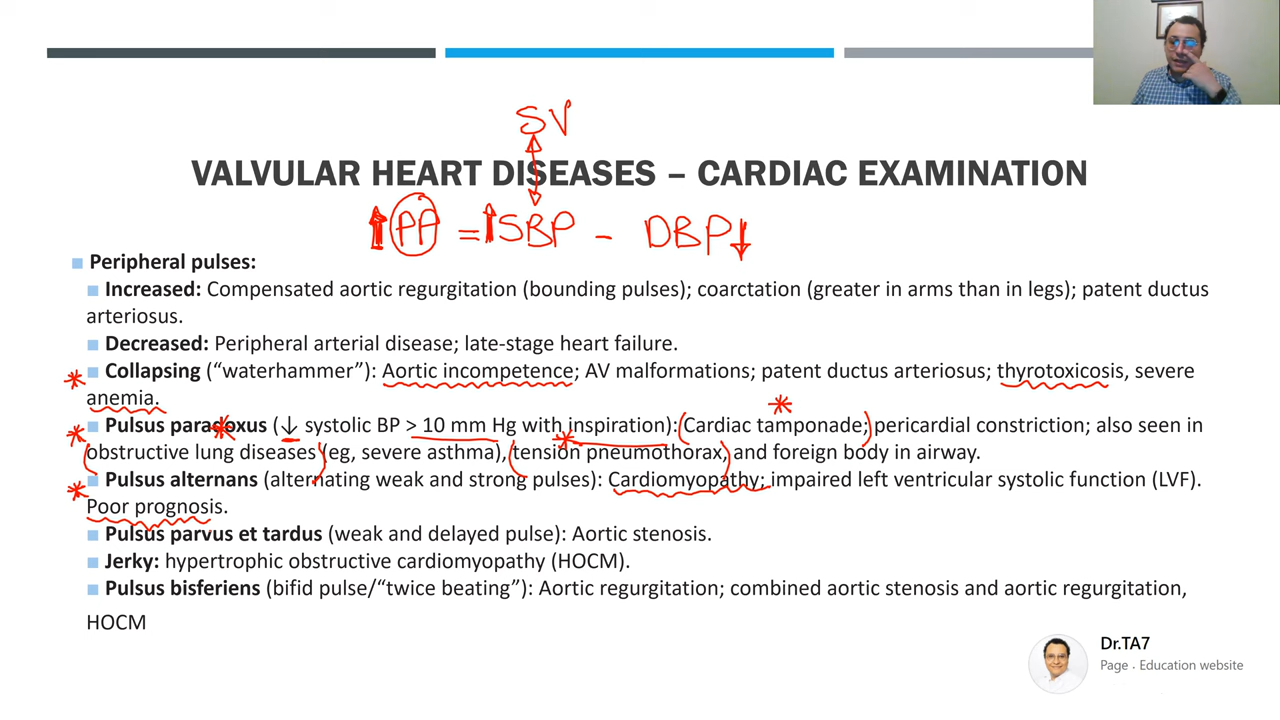 SV
VALVULAR HEART DISEASES – CARDIAC EXAMINATION
↑ PP = ↑ SBP - DBP ↓
Peripheral pulses:
Increased: Compensated aortic regurgitation (bounding pulses); coarctation (greater in arms than in legs); patent ductus
arteriosus.
Decreased: Peripheral arterial disease; late-stage heart failure.
Collapsing (“waterhammer”): Aortic incompetence; AV malformations; patent ductus arteriosus; thyrotoxicosis, severe
anemia.
Pulsus paradoxus (↓ systolic BP > 10 mm Hg with inspiration): Cardiac tamponade; pericardial constriction; also seen in
obstructive lung diseases (eg, severe asthma), tension pneumothorax, and foreign body in airway.
Pulsus alternans (alternating weak and strong pulses): Cardiomyopathy; impaired left ventricular systolic function (LVF).
Poor prognosis.
Pulsus parvus et tardus (weak and delayed pulse): Aortic stenosis.
Jerky: hypertrophic obstructive cardiomyopathy (HOCM).
Pulsus bisferiens (bifid pulse/“twice beating”): Aortic regurgitation; combined aortic stenosis and aortic regurgitation,
HOCM
Dr.TA7
Page · Education website